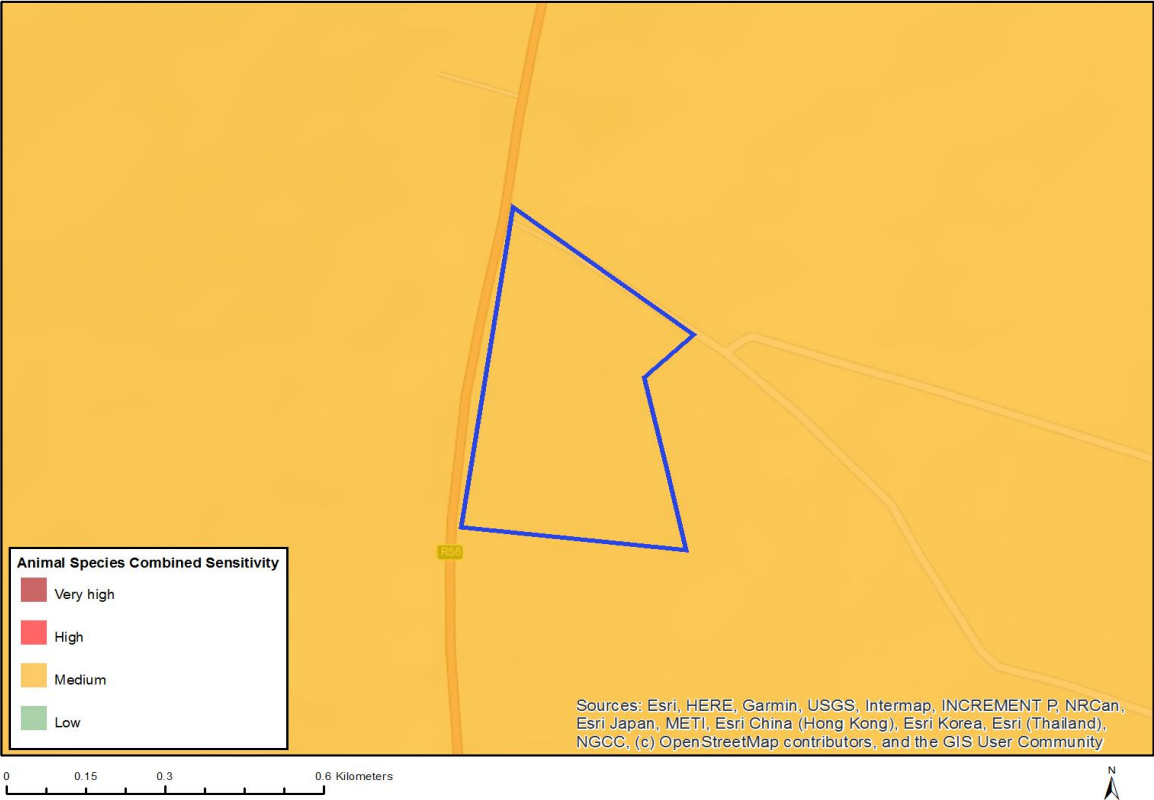 R56
Animal Species Combined Sensitivity
Very high
High
Medium
Low
Sources: Esri, HERE, Garmin, USGS, Intermap, INCREMENT P, NRCan,
Esri Japan, METI, Esri China (Hong Kong), Esri Korea, Esri (Thailand),
NGCC, (c) OpenStreetMap contributors, and the GIS User Community
0 0.15 0.3 0.6 Kilometers
N